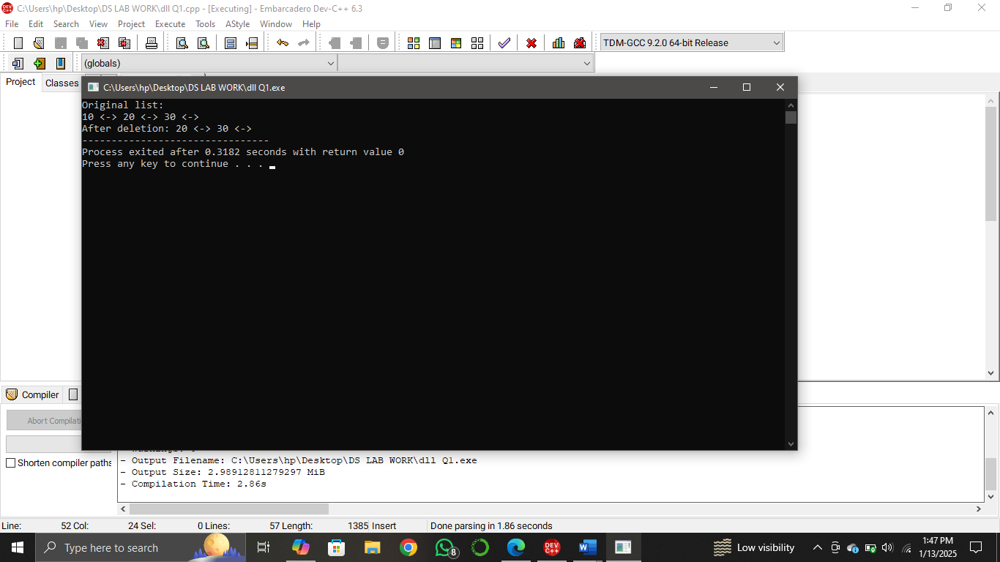 C:\Users\hp\Desktop\DS LAB WORK\dll Q1.cpp - [Executing] - Embarcadero Dev-C++ 6.3
File Edit Search View Project Execute Tools AStyle Window Help
TDM-GCC 9.2.0 64-bit Release
(globals)
Project Classes
C:\Users\hp\Desktop\DS LAB WORK\dll Q1.exe
Original list:
10 <-> 20 <-> 30 <->
After deletion: 20 <-> 30 <->
--------------------------------
Process exited after 0.3182 seconds with return value 0
Press any key to continue . . .
Compiler
Abort Compilati
Shorten compiler paths
- Output Filename: C:\Users\hp\Desktop\DS LAB WORK\dll Q1.exe
- Output Size: 2.98912811279297 MiB
- Compilation Time: 2.86s
Line: 52 Col: 24 Sel: 0 Lines: 57 Length: 1385 Insert Done parsing in 1.86 seconds
Type here to search
8
DEV C++
Low visibility
1:47 PM
1/13/2025